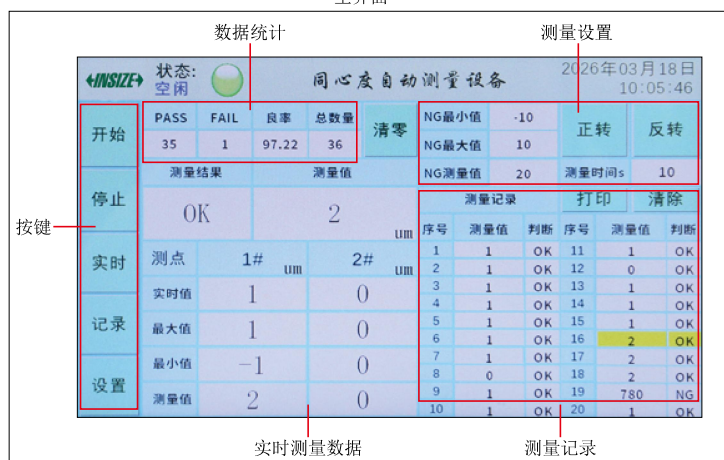 主界面
数据统计
测量设置
INSIZE
状态:
空闲
同心度自动测量设备
2026年03月18日
10:05:46
开始
停止
实时
记录
设置
按键
PASS FAIL 良率 总数量
35 1 97.22 36
清零
NG最小值 -10
NG最大值 10
NG测量值 20
正转
反转
测量时间s 10
测量结果 测量值
OK 2 um
测点 1# um 2# um
实时值 1 0
最大值 1 0
最小值 -1 0
测量值 2 0
测量记录 打印 清除
序号 测量值 判断 序号 测量值 判断
1 1 OK 11 1 OK
2 1 OK 12 0 OK
3 1 OK 13 1 OK
4 1 OK 14 1 OK
5 1 OK 15 1 OK
6 1 OK 16 2 OK
7 1 OK 17 2 OK
8 0 OK 18 2 OK
9 1 OK 19 780 NG
10 1 OK 20 1 OK
实时测量数据
测量记录